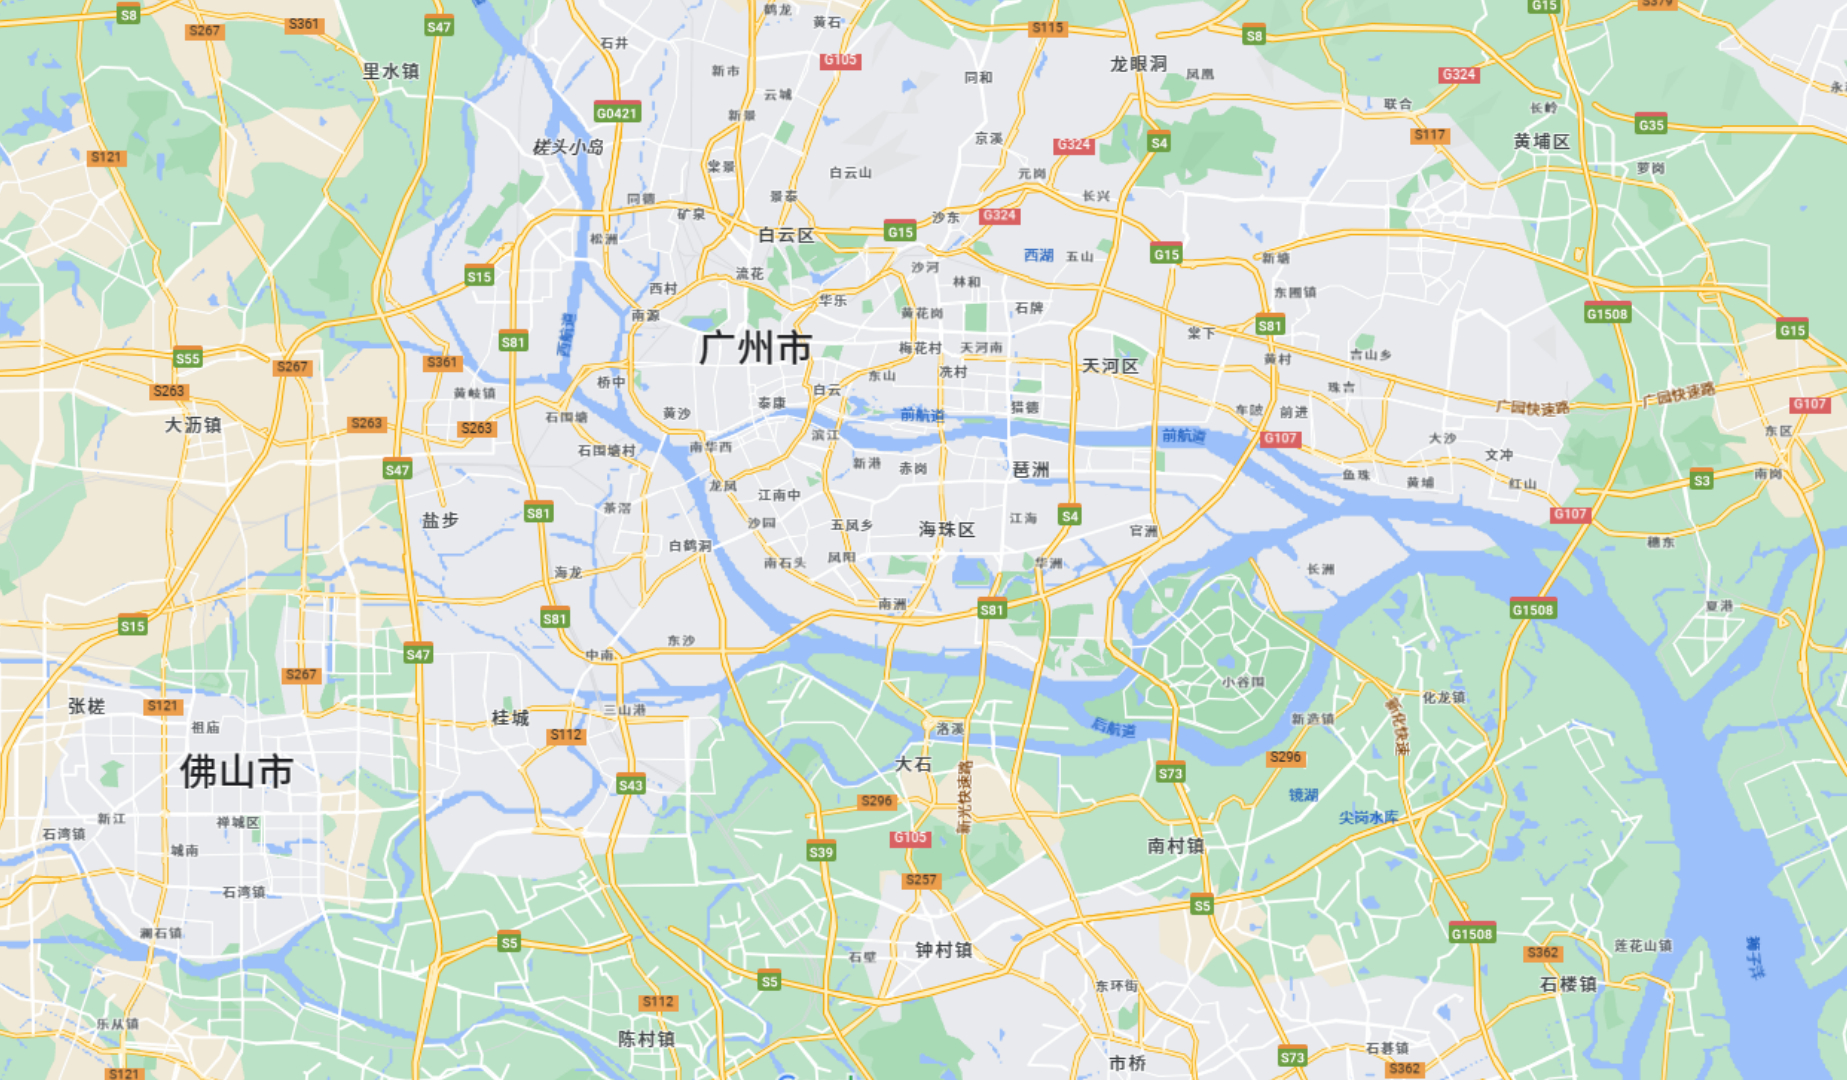 S8
S267
S361
S47
石井
鹤龙
黄石
S115
S8
G15
S379
里水镇
新市
G105
同和
龙眼洞
凤凰
G324
云城
G0421
新景
联合
长岭
G35
S121
槎头小岛
京溪
G324
S4
S117
黄埔区
棠景
白云山
元岗
萝岗
同德
矿泉
景泰
长兴
沙东
G324
松洲
白云区
G15
西湖
五山
G15
新塘
S15
流花
沙河
林和
西村
华乐
东圃镇
南源
黄花岗
石牌
G1508
西航道
S81
广州市
S81
棠下
G15
S55
S361
梅花村
天河南
黄村
吉山乡
S267
天河区
S263
黄岐镇
桥中
白云
东山
冼村
珠吉
广园快速路
广园快速路
G107
泰康
黄沙
石围塘
前航道
猎德
车陂
前进
大沥镇
S263
S263
滨江
前航道
G107
大沙
东区
石围塘村
南华西
文冲
S47
新港
赤岗
琶洲
鱼珠
黄埔
红山
S3
南岗
龙凤
江南中
盐步
S81
茶滘
沙园
五凤乡
海珠区
江海
S4
官洲
G107
白鹤洞
南石头
凤阳
华洲
穗东
海龙
长洲
S15
S81
南洲
S81
G1508
夏港
东沙
S47
中南
S267
小谷围
张槎
S121
祖庙
桂城
三山港
化龙镇
S112
洛溪
后航道
新造镇
新化快速
佛山市
S43
大石
新光快速路
S73
S296
镜湖
S296
尖岗水库
新江
禅城区
石湾镇
G105
城南
S39
南村镇
石湾镇
S257
S5
澜石镇
S5
钟村镇
G1508
莲花山镇
狮子洋
石壁
S362
S5
东环街
石楼镇
S112
乐从镇
陈村镇
石碁镇
S73
市桥
S362
S121